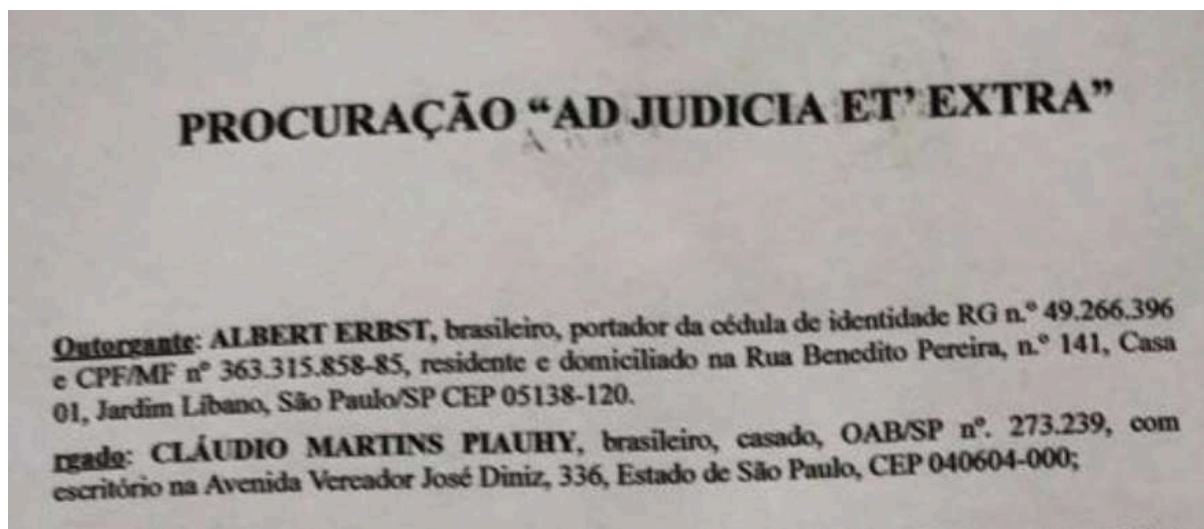 PROCURAÇÃO “AD JUDICIA ET’ EXTRA”
Outorgante: ALBERT ERBST, brasileiro, portador da cédula de identidade RG n.º 49.266.396
e CPF/MF nº 363.315.858-85, residente e domiciliado na Rua Benedito Pereira, n.º 141, Casa
01, Jardim Líbano, São Paulo/SP CEP 05138-120.
rgado: CLÁUDIO MARTINS PIAUHY, brasileiro, casado, OAB/SP nº. 273.239, com
escritório na Avenida Vereador José Diniz, 336, Estado de São Paulo, CEP 040604-000;